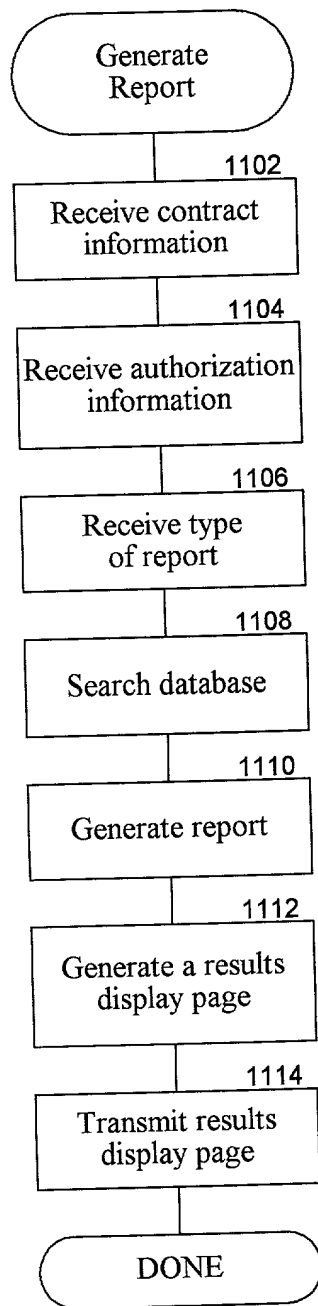 Generate
Report
1102
Receive contract
information
1104
Receive authorization
information
1106
Receive type
of report
1108
Search database
1110
Generate report
1112
Generate a results
display page
1114
Transmit results
display page
DONE